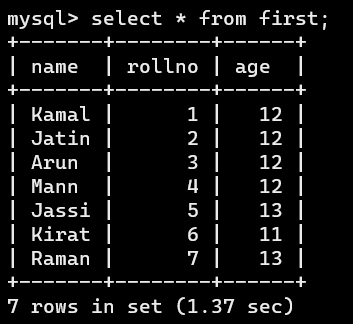 mysql> select * from first;
+-------+--------+------+
| name  | rollno | age  |
+-------+--------+------+
| Kamal |      1 |   12 |
| Jatin |      2 |   12 |
| Arun  |      3 |   12 |
| Mann  |      4 |   12 |
| Jassi |      5 |   13 |
| Kirat |      6 |   11 |
| Raman |      7 |   13 |
+-------+--------+------+
7 rows in set (1.37 sec)